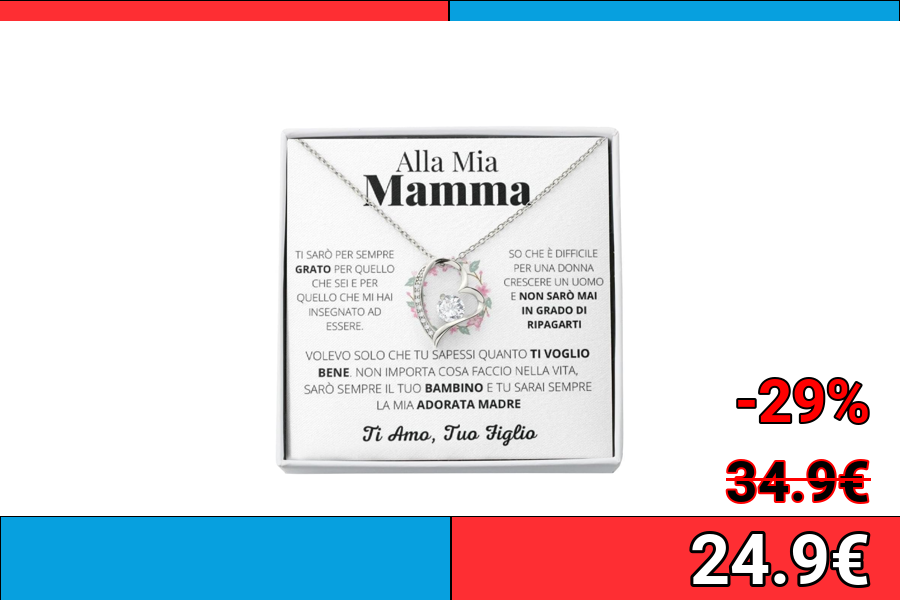 Alla Mia
Mamma
TI SARÒ PER SEMPRE
GRATO PER QUELLO
CHE SEI E PER
QUELLO CHE MI HAI
INSEGNATO AD
ESSERE.
SO CHE È DIFFICILE
PER UNA DONNA
CRESCERE UN UOMO
E NON SARÒ MAI
IN GRADO DI
RIPAGARTI
VOLEVO SOLO CHE TU SAPESSI QUANTO TI VOGLIO
BENE. NON IMPORTA COSA FACCIO NELLA VITA,
SARÒ SEMPRE IL TUO BAMBINO E TU SARAI SEMPRE
LA MIA ADORATA MADRE
Ti Amo, Tuo Figlio
-29%
34.9€
24.9€